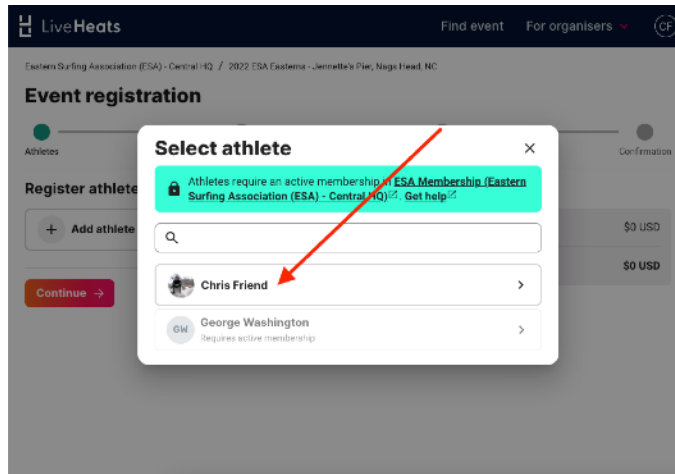 LiveHeats
Find event
For organisers
CF
Eastern Surfing Association (ESA) - Central HQ / 2022 ESA Easterns - Jennette's Pier, Nags Head, NC
Event registration
Athletes
Confirmation
Select athlete
Athletes require an active membership in ESA Membership (Eastern
Surfing Association (ESA) - Central HQ). Get help
Register athlete
+ Add athlete
$0 USD
Chris Friend
$0 USD
Continue →
GW
George Washington
Requires active membership